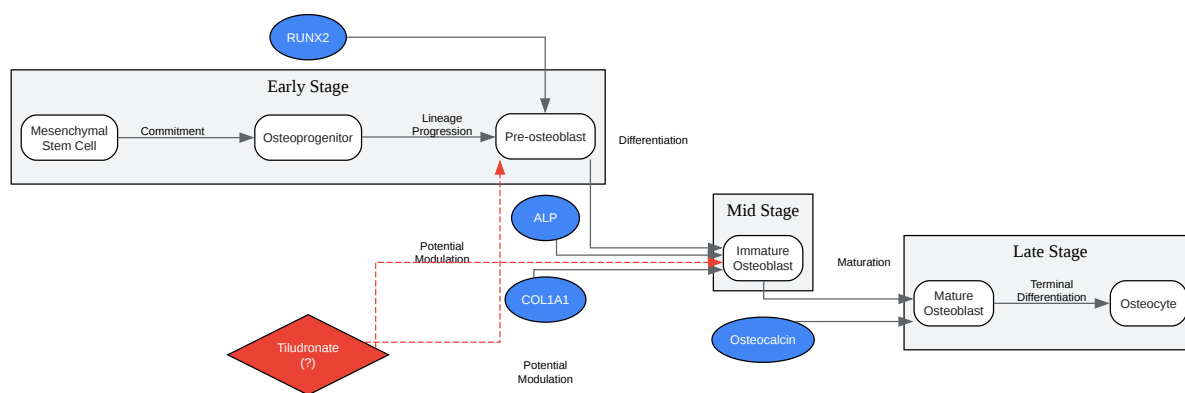 RUNX2
Early Stage
Mesenchymal
Stem Cell
Commitment
Osteoprogenitor
Lineage
Progression
Pre-osteoblast
Differentiation
ALP
Mid Stage
Immature
Osteoblast
Potential
Modulation
COL1A1
Maturation
Late Stage
Mature
Osteoblast
Terminal
Differentiation
Osteocyte
Osteocalcin
Tiludronate
(?)
Potential
Modulation